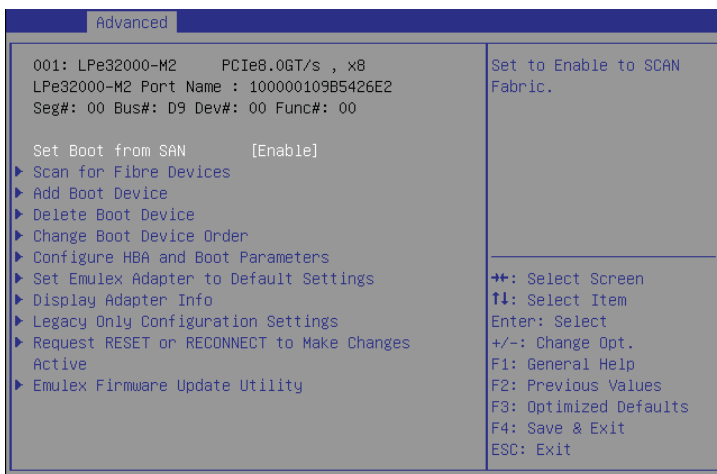 Advanced
001: LPe32000-M2 PCIe8.0GT/s , x8
LPe32000-M2 Port Name : 100000109B5426E2
Seg#: 00 Bus#: D9 Dev#: 00 Func#: 00
Set Boot from SAN [Enable]
Scan for Fibre Devices
Add Boot Device
Delete Boot Device
Change Boot Device Order
Configure HBA and Boot Parameters
Set Emulex Adapter to Default Settings
Display Adapter Info
Legacy Only Configuration Settings
Request RESET or RECONNECT to Make Changes
Active
Emulex Firmware Update Utility
Set to Enable to SCAN
Fabric.
→←: Select Screen
↑↓: Select Item
Enter: Select
+/-: Change Opt.
F1: General Help
F2: Previous Values
F3: Optimized Defaults
F4: Save & Exit
ESC: Exit